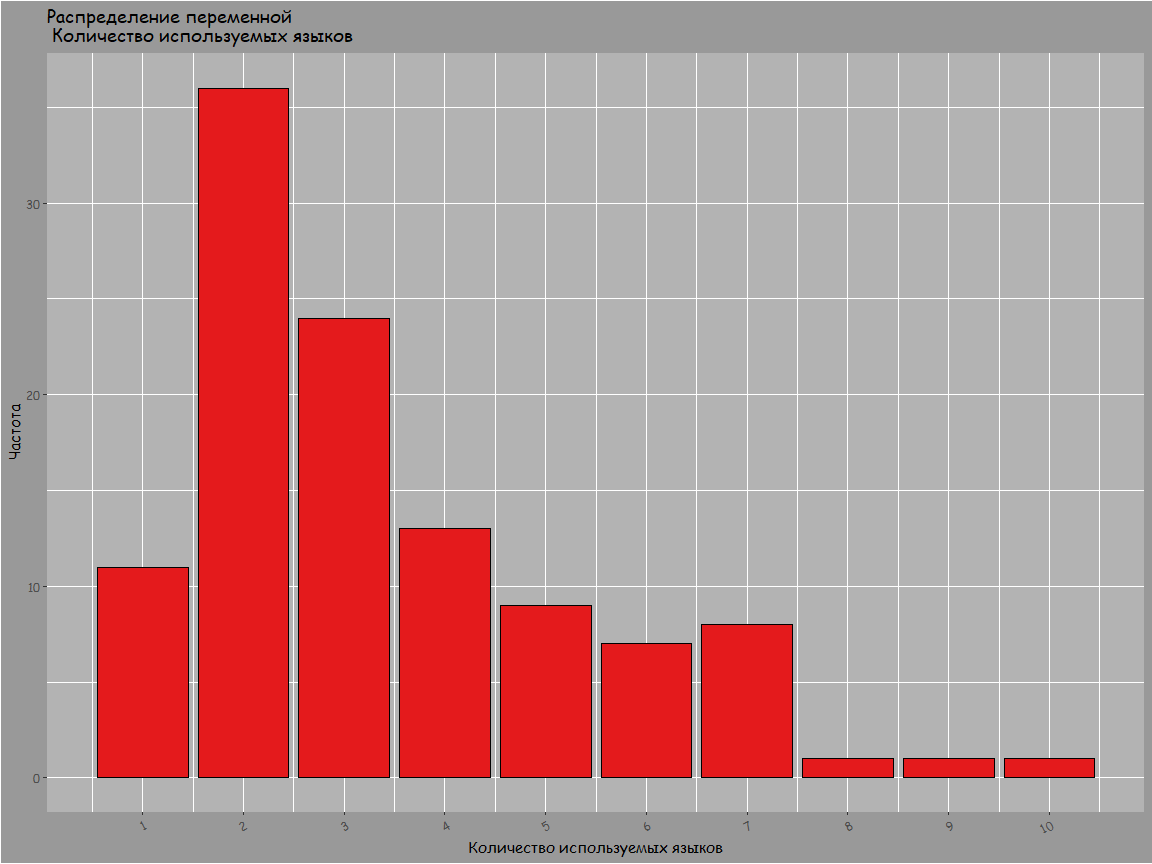 Распределение переменной
Количество используемых языков
30
20
10
0
Частота
1 2 3 4 5 6 7 8 9 10
Количество используемых языков